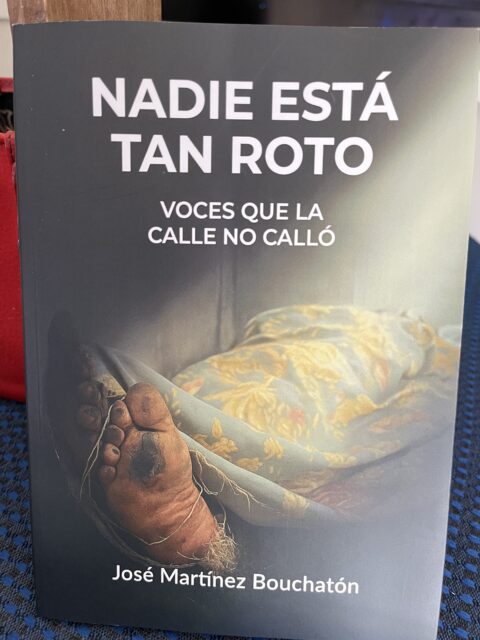 NADIE ESTÁ
TAN ROTO
VOCES QUE LA
CALLE NO CALLÓ
José Martínez Bouchatón